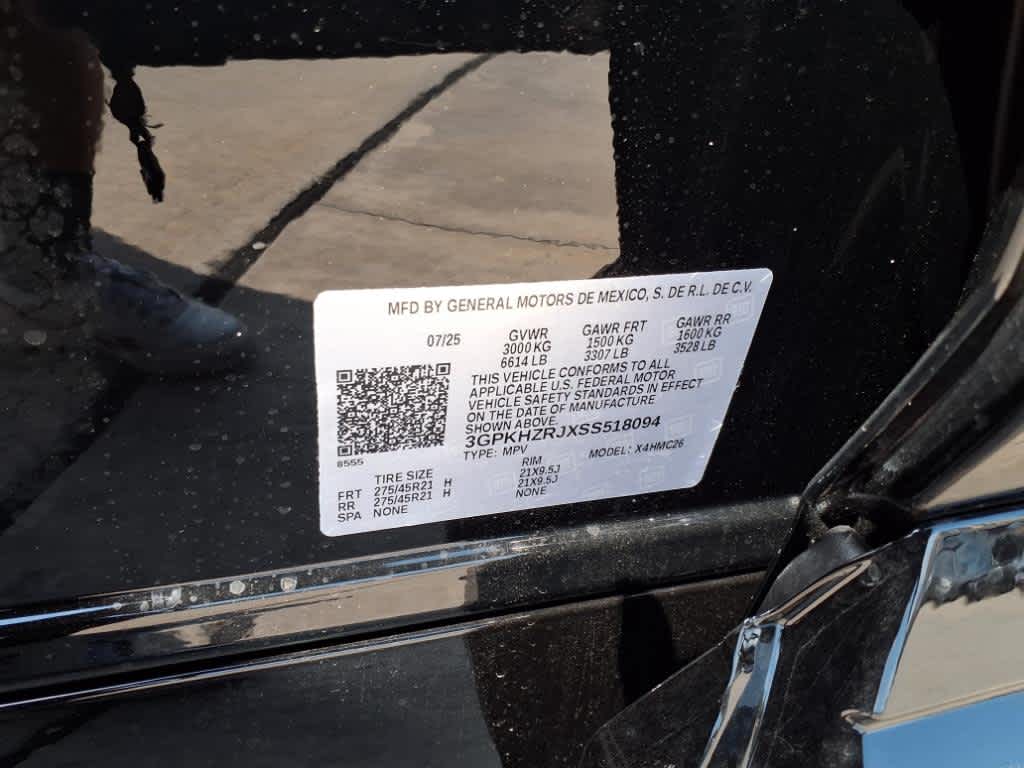 MFD BY GENERAL MOTORS DE MEXICO, S. DE R.L. DE C.V.
07/25 GVWR GAWR FRT GAWR RR
3000 KG 1500 KG 1600 KG
6614 LB 3307 LB 3528 LB
THIS VEHICLE CONFORMS TO ALL
APPLICABLE U.S. FEDERAL MOTOR
VEHICLE SAFETY STANDARDS IN EFFECT
ON THE DATE OF MANUFACTURE
SHOWN ABOVE.
3GPKHZRJXSS518094
8555 TYPE: MPV MODEL: X4HMC26
TIRE SIZE RIM
FRT 275/45R21 H 21X9.5J
RR 275/45R21 H 21X9.5J
SPA NONE NONE